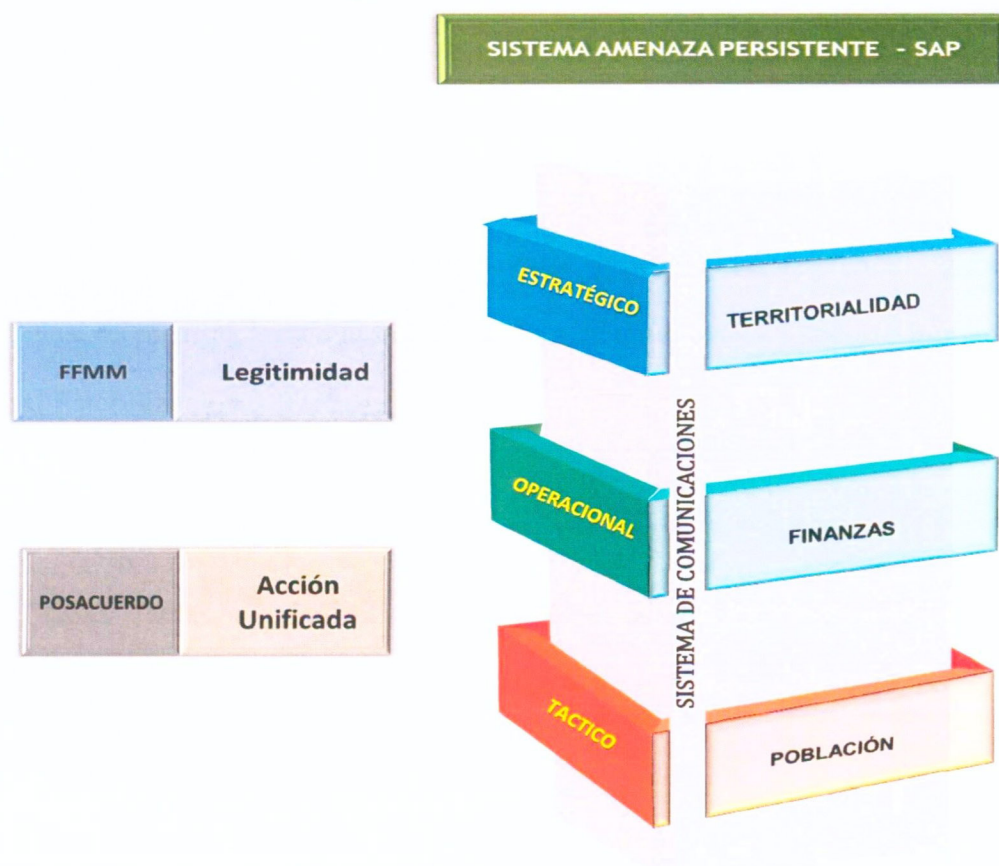 SISTEMA AMENAZA PERSISTENTE - SAP
FFMM
Legitimidad
POSACUERDO
Acción
Unificada
ESTRATÉGICO
TERRITORIALIDAD
OPERACIONAL
FINANZAS
TACTICO
POBLACIÓN
SISTEMA DE COMUNICACIONES